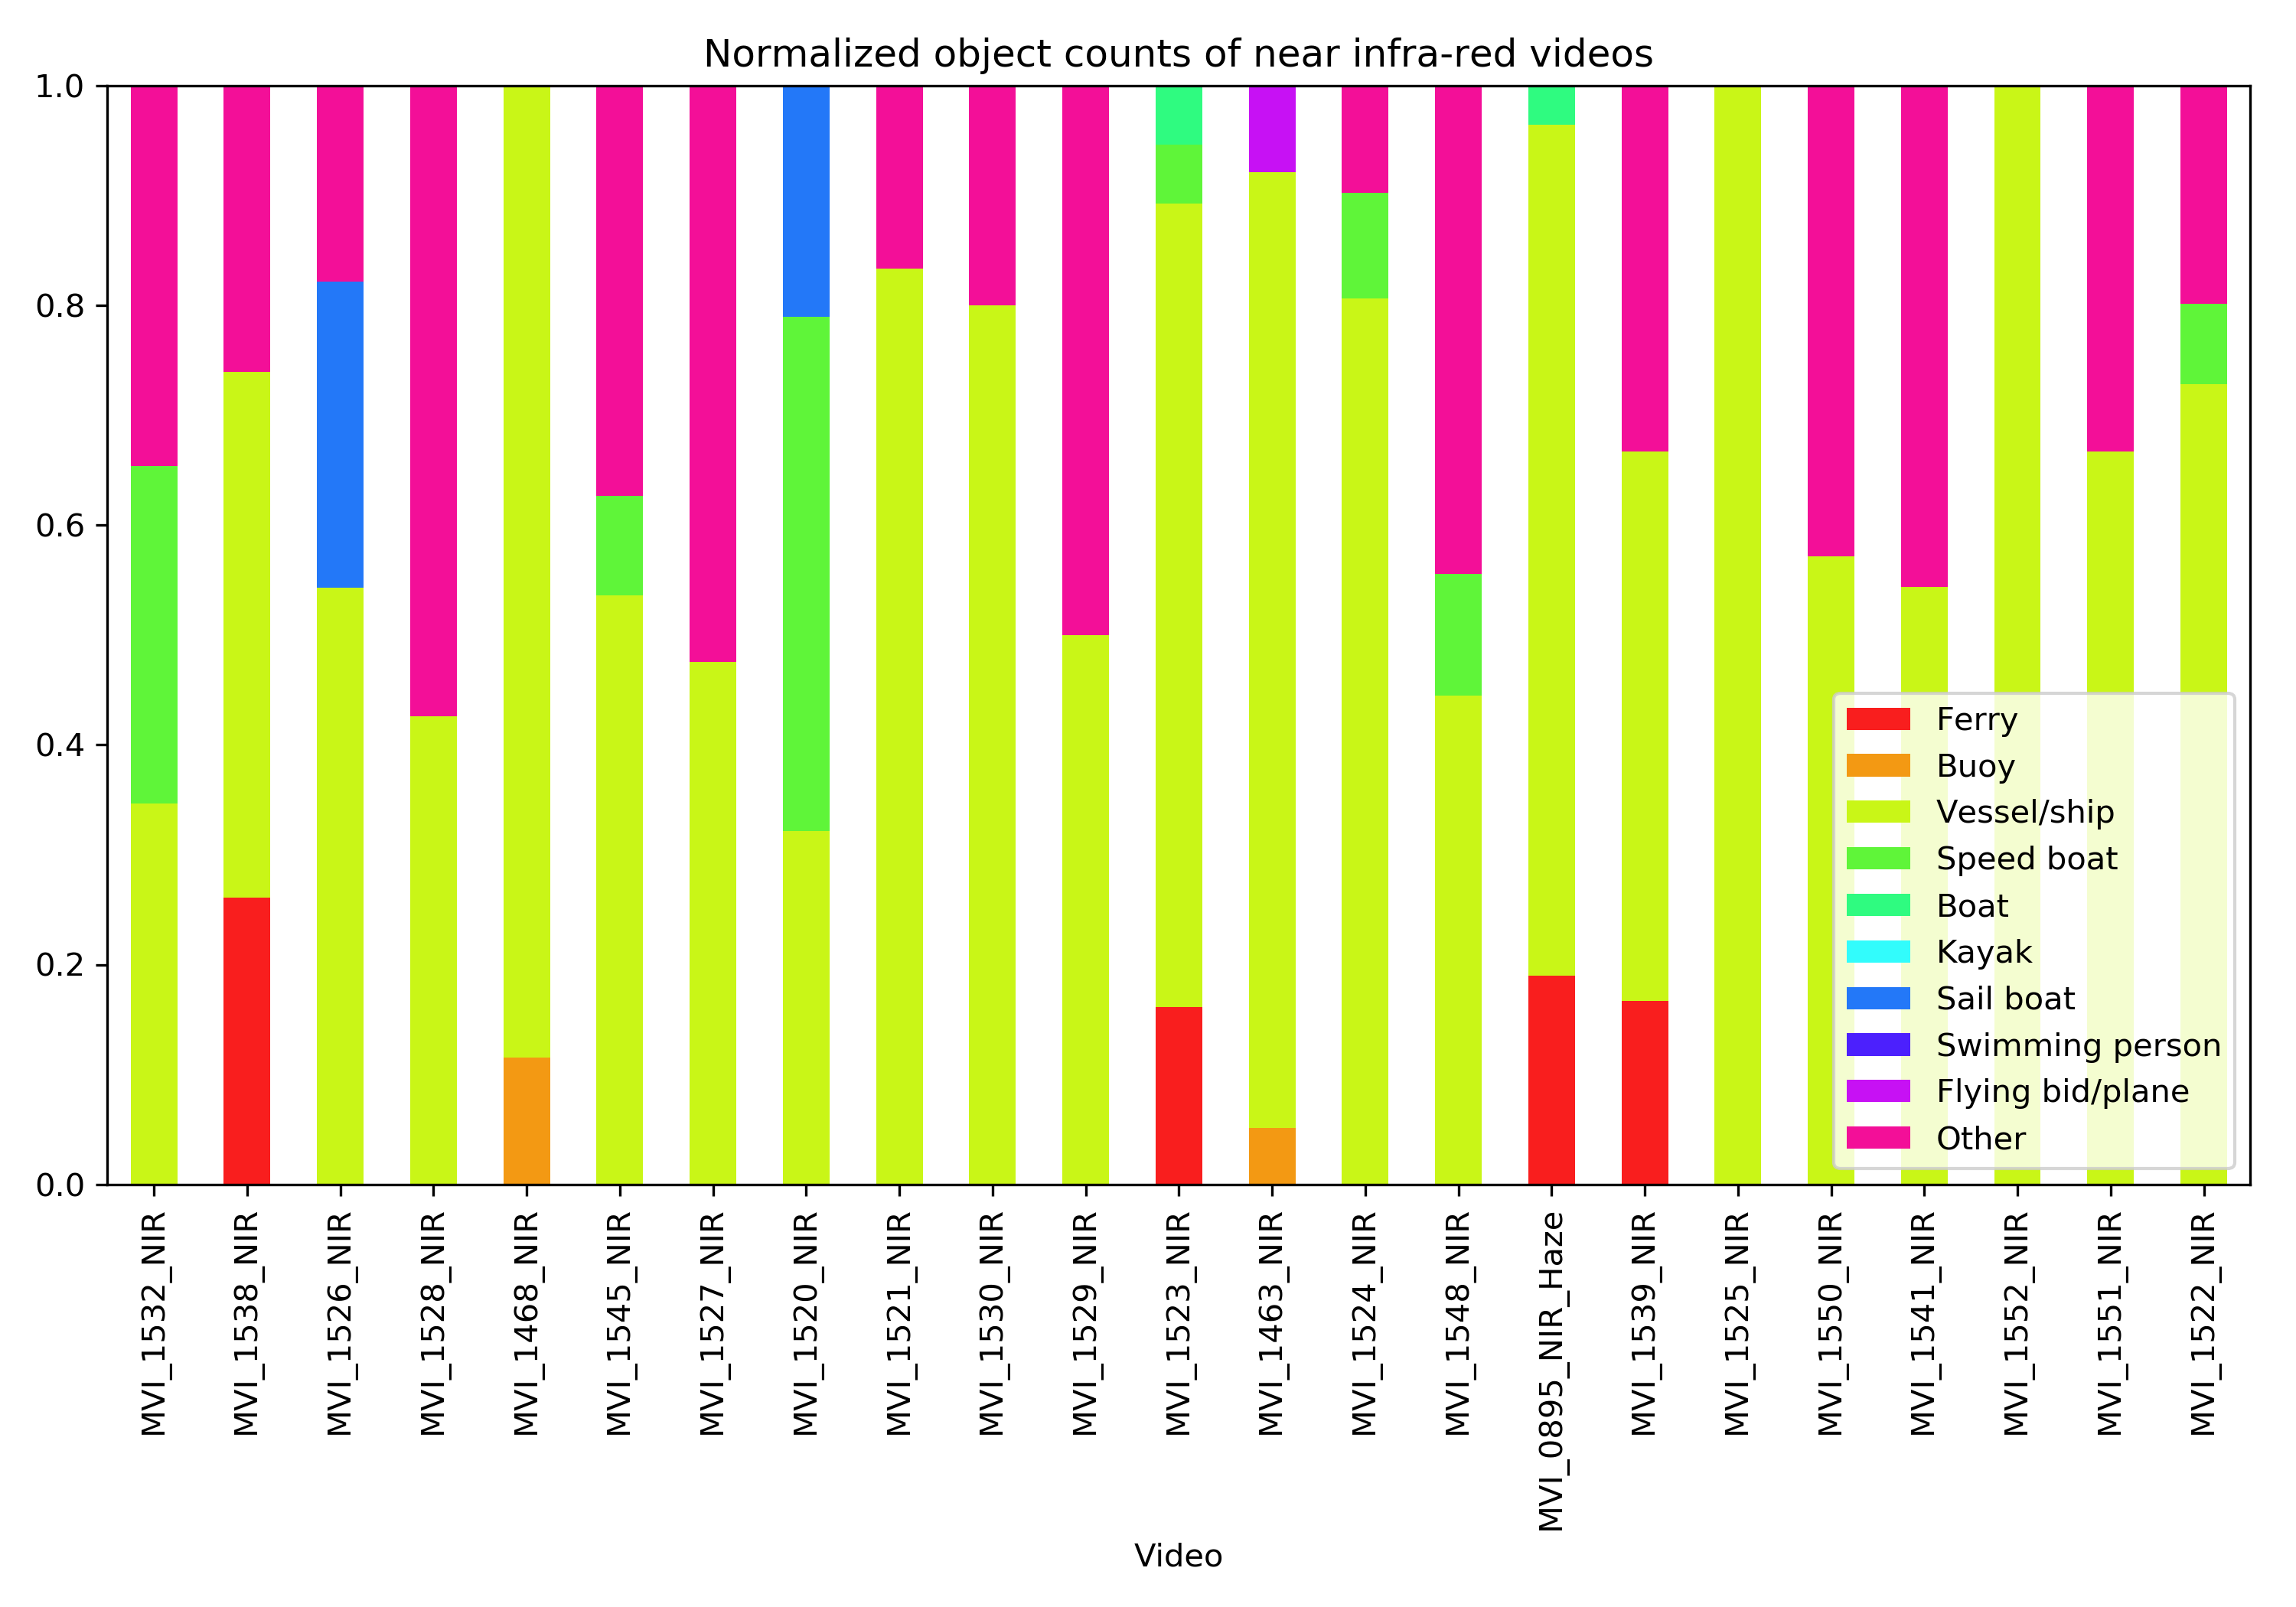 Normalized object counts of near infra-red videos
1.0
0.8
0.6
0.4
0.2
0.0
Ferry
Buoy
Vessel/ship
Speed boat
Boat
Kayak
Sail boat
Swimming person
Flying bid/plane
Other
MVI_1532_NIR
MVI_1538_NIR
MVI_1526_NIR
MVI_1528_NIR
MVI_1468_NIR
MVI_1545_NIR
MVI_1527_NIR
MVI_1520_NIR
MVI_1521_NIR
MVI_1530_NIR
MVI_1529_NIR
MVI_1523_NIR
MVI_1463_NIR
MVI_1524_NIR
MVI_1548_NIR
MVI_0895_NIR_Haze
MVI_1539_NIR
MVI_1525_NIR
MVI_1550_NIR
MVI_1541_NIR
MVI_1552_NIR
MVI_1551_NIR
MVI_1522_NIR
Video